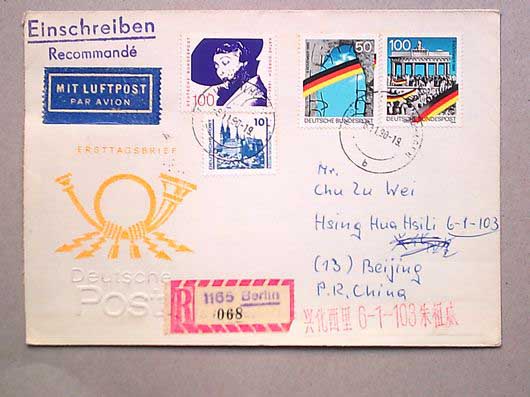 Einschreiben
Recommandé
MIT LUFTPOST
PAR AVION
100
10
50
DEUTSCHE BUNDESPOST
100
DEUTSCHE BUNDESPOST
ERSTTAGSBRIEF
Deutsche
Post
R
1165 Berlin
068
Mr.
Chu Zu Wei
Hsing Hua Hsili 6-1-103
(13) Beijing
P.R. China
兴化西里 6-1-103 朱祖威